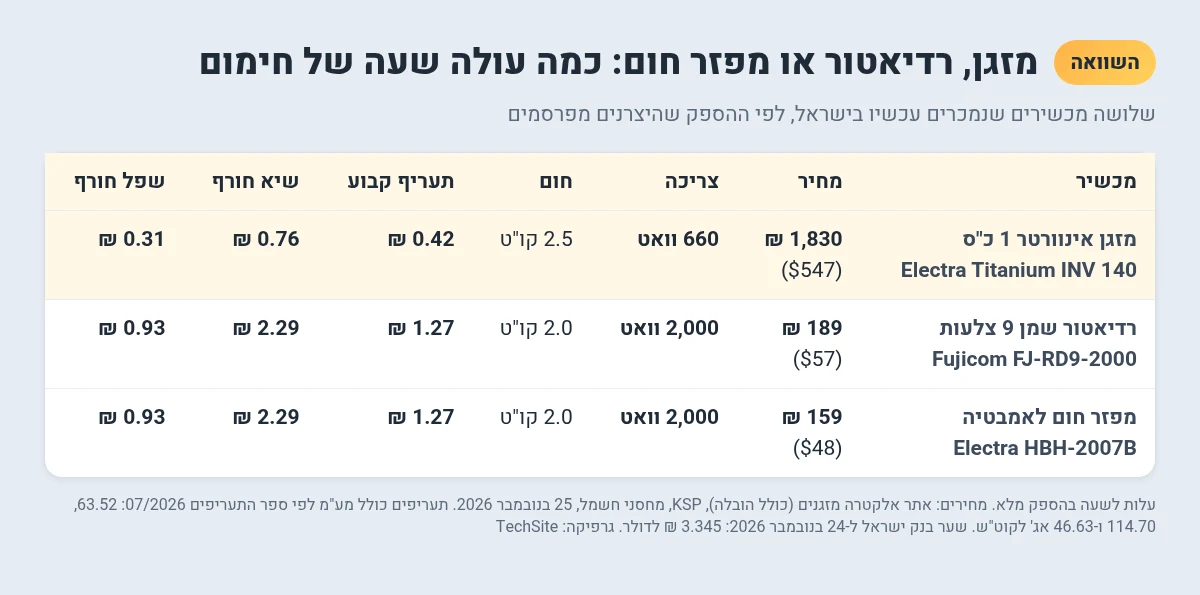 השוואה
מזגן, רדיאטור או מפזר חום: כמה עולה שעה של חימום
שלושה מכשירים שנמכרים עכשיו בישראל, לפי ההספק שהיצרנים מפרסמים
מכשיר מחיר צריכה חום תעריף קבוע שיא חורף שפל חורף
מזגן אינוורטר 1 כ"ס 1,830 ₪ 660 וואט 2.5 קו"ט 0.42 ₪ 0.76 ₪ 0.31 ₪
Electra Titanium INV 140 ($547)
רדיאטור שמן 9 צלעות 189 ₪ 2,000 וואט 2.0 קו"ט 1.27 ₪ 2.29 ₪ 0.93 ₪
Fujicom FJ-RD9-2000 ($57)
מפזר חום לאמבטיה 159 ₪ 2,000 וואט 2.0 קו"ט 1.27 ₪ 2.29 ₪ 0.93 ₪
Electra HBH-2007B ($48)
עלות לשעה בהספק מלא. מחירים: אתר אלקטרה מזגנים (כולל הובלה), KSP, מחסני חשמל, 25 בנובמבר 2026. תעריפים כולל מע"מ לפי ספר התעריפים 07/2026: 63.52,
114.70 ו-46.63 אג' לקוט"ש. שער בנק ישראל ל-24 בנובמבר 2026: 3.345 ₪ לדולר. גרפיקה: TechSite